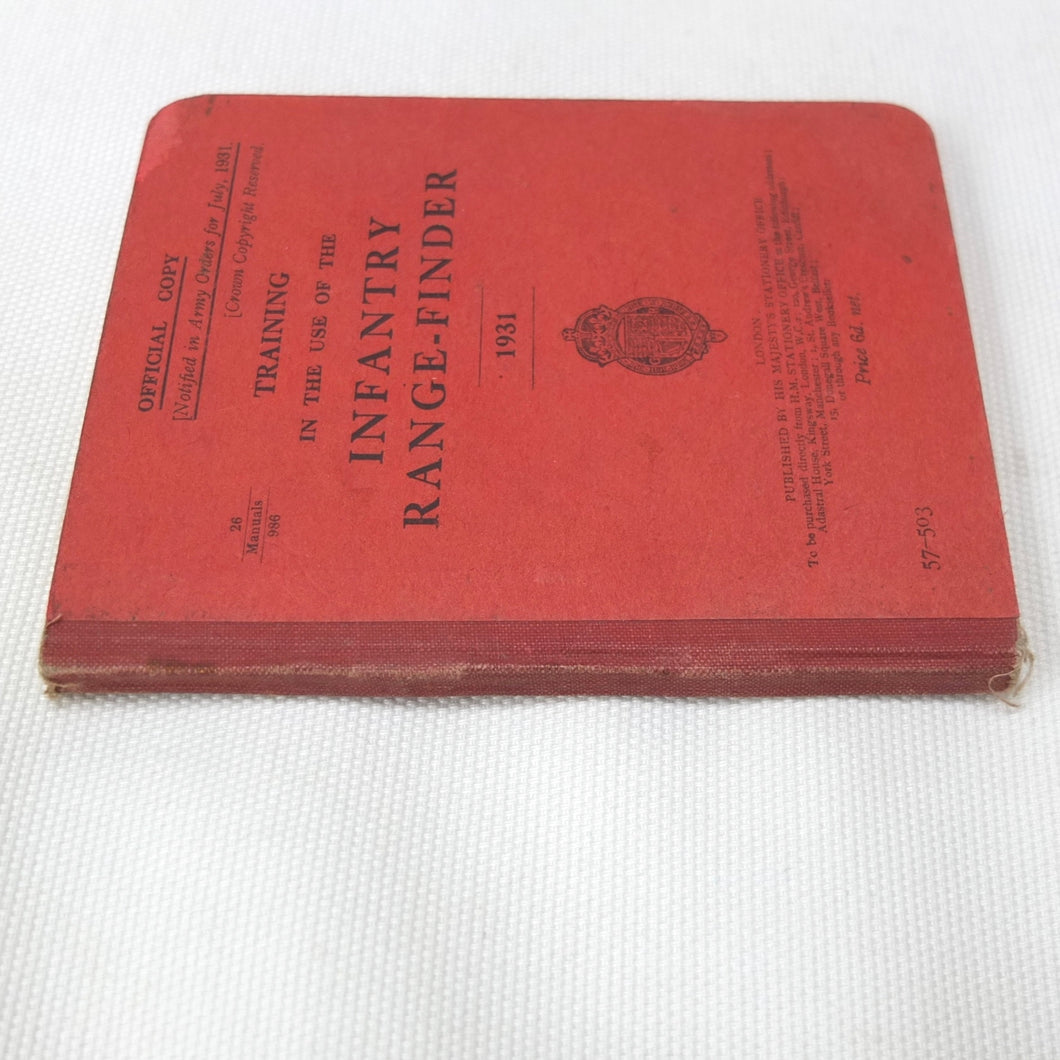 OFFICIAL COPY
[Notified in Army Orders for July, 1931.
[Crown Copyright Reserved.
26
Manuals
986
TRAINING
IN THE USE OF THE
INFANTRY
RANGE-FINDER
1931
LONDON
PUBLISHED BY HIS MAJESTY'S STATIONERY OFFICE
To be purchased directly from H.M. STATIONERY OFFICE at the following addresses:
Adastral House, Kingsway, London, W.C.2; 120, George Street, Edinburgh;
York Street, Manchester; 1, St. Andrew's Crescent, Cardiff;
15, Donegall Square West, Belfast;
or through any Bookseller.
Price 6d. net.
57-503